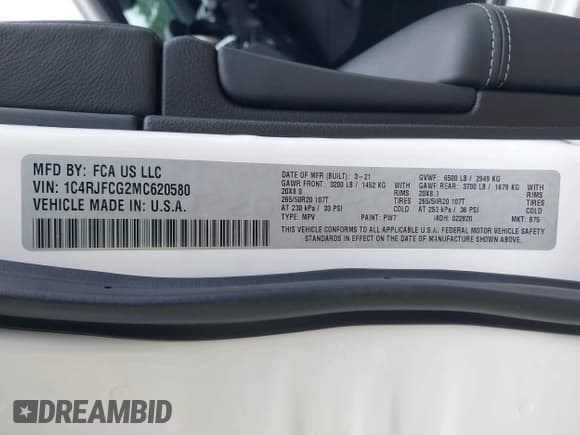 MFD BY: FCA US LLC
VIN: 1C4RJFCG2MC620580
VEHICLE MADE IN: U.S.A.
DATE OF MFR (BUILT): 3-21
GAWR FRONT: 3200 LB / 1452 KG WITH
20X8.0 RIMS
265/50R20 107T TIRES
AT 230 kPa / 33 PSI COLD
TYPE: MPV PAINT: PW7
GVWR: 6500 LB / 2949 KG
GAWR REAR: 3700 LB / 1679 KG WITH
20X8.0 RIMS
265/50R20 107T TIRES
AT 250 kPa / 36 PSI COLD
022820 MKT: 875
THIS VEHICLE CONFORMS TO ALL APPLICABLE U.S.A. FEDERAL MOTOR VEHICLE SAFETY
STANDARDS IN EFFECT ON THE DATE OF MANUFACTURE SHOWN ABOVE.
DREAMBID